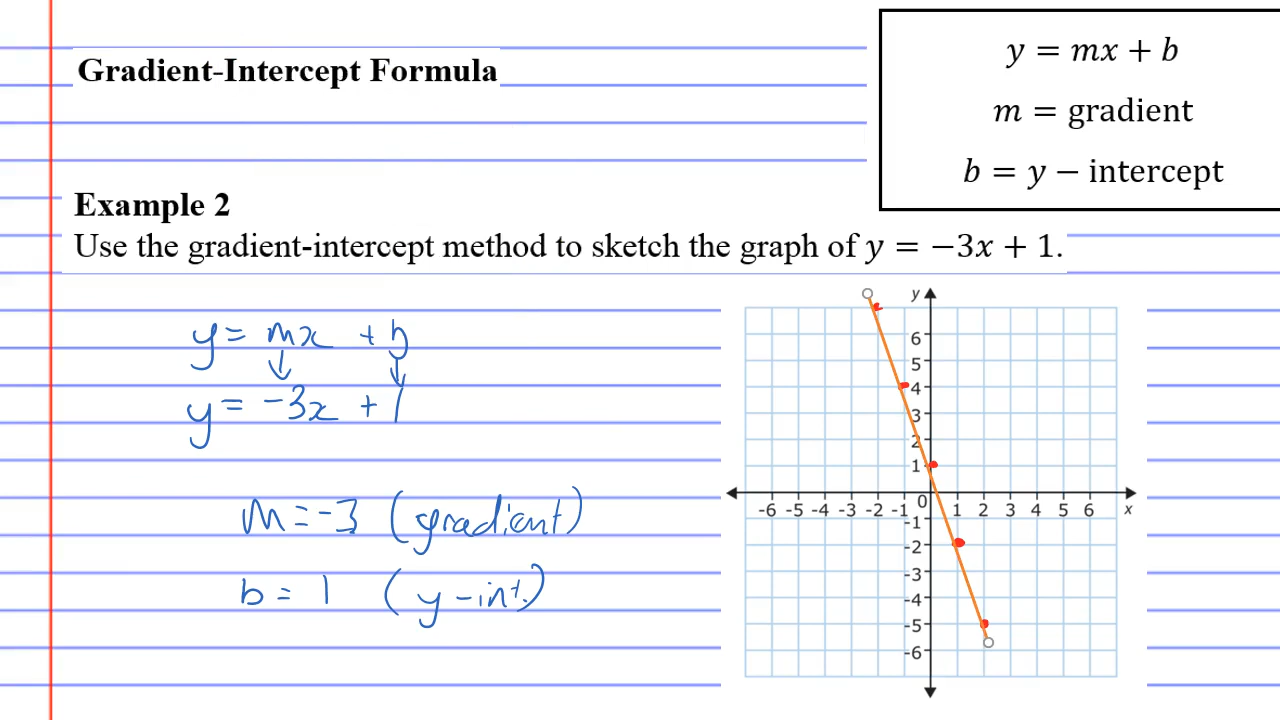 Gradient-Intercept Formula
y = mx + b
m = gradient
b = y − intercept
Example 2
Use the gradient-intercept method to sketch the graph of y = −3x + 1.
y = mx + b
y = -3x + 1
m = -3 (gradient)
b = 1 (y-int.)
y
6
5
4
3
2
1
0
-6 -5 -4 -3 -2 -1 1 2 3 4 5 6 x
-1
-2
-3
-4
-5
-6